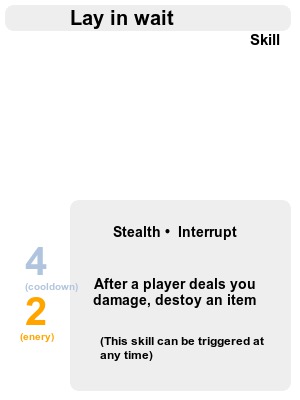 Lay in wait
Skill
Stealth • Interrupt
4
(cooldown)
After a player deals you
damage, destoy an item
2
(enery)
(This skill can be triggered at
any time)